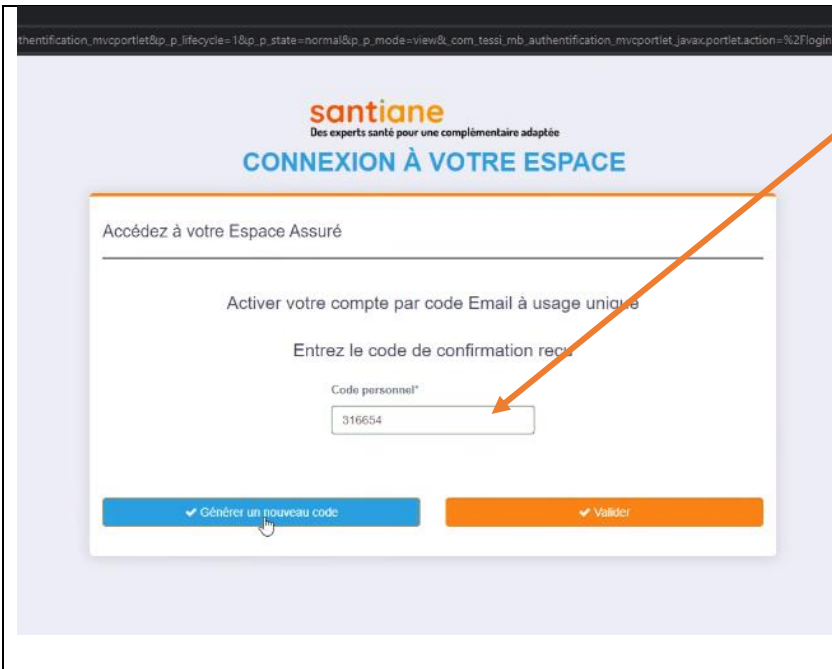 thentification_mvcportlet&p_p_lifecycle=1&p_p_state=normal&p_p_mode=view&_com_tessi_mb_authentification_mvcportlet_javax.portlet.action=%2Flogin
santiane
Des experts santé pour une complémentaire adaptée
CONNEXION À VOTRE ESPACE
Accédez à votre Espace Assuré
Activer votre compte par code Email à usage unique
Entrez le code de confirmation reçu
Code personnel*
316654
Générer un nouveau code
Valider